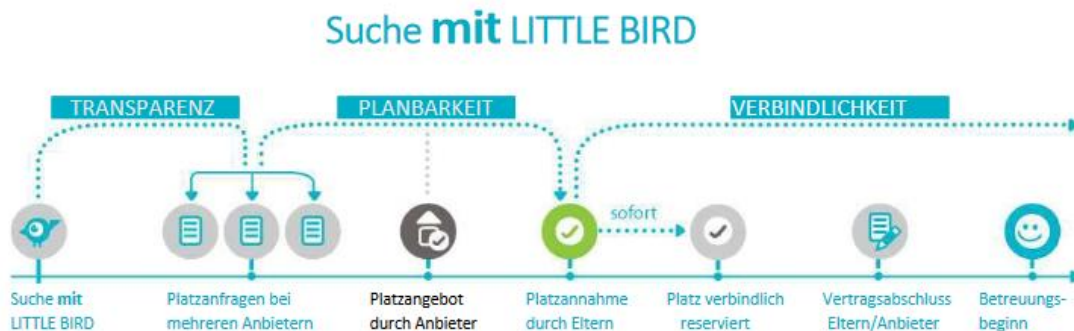 Suche mit LITTLE BIRD
TRANSPARENZ
PLANBARKEIT
VERBINDLICHKEIT
sofort
Suche mit
LITTLE BIRD
Platzanfragen bei
mehreren Anbietern
Platzangebot
durch Anbieter
Platzannahme
durch Eltern
Platz verbindlich
reserviert
Vertragsabschluss
Eltern/Anbieter
Betreuungs-
beginn